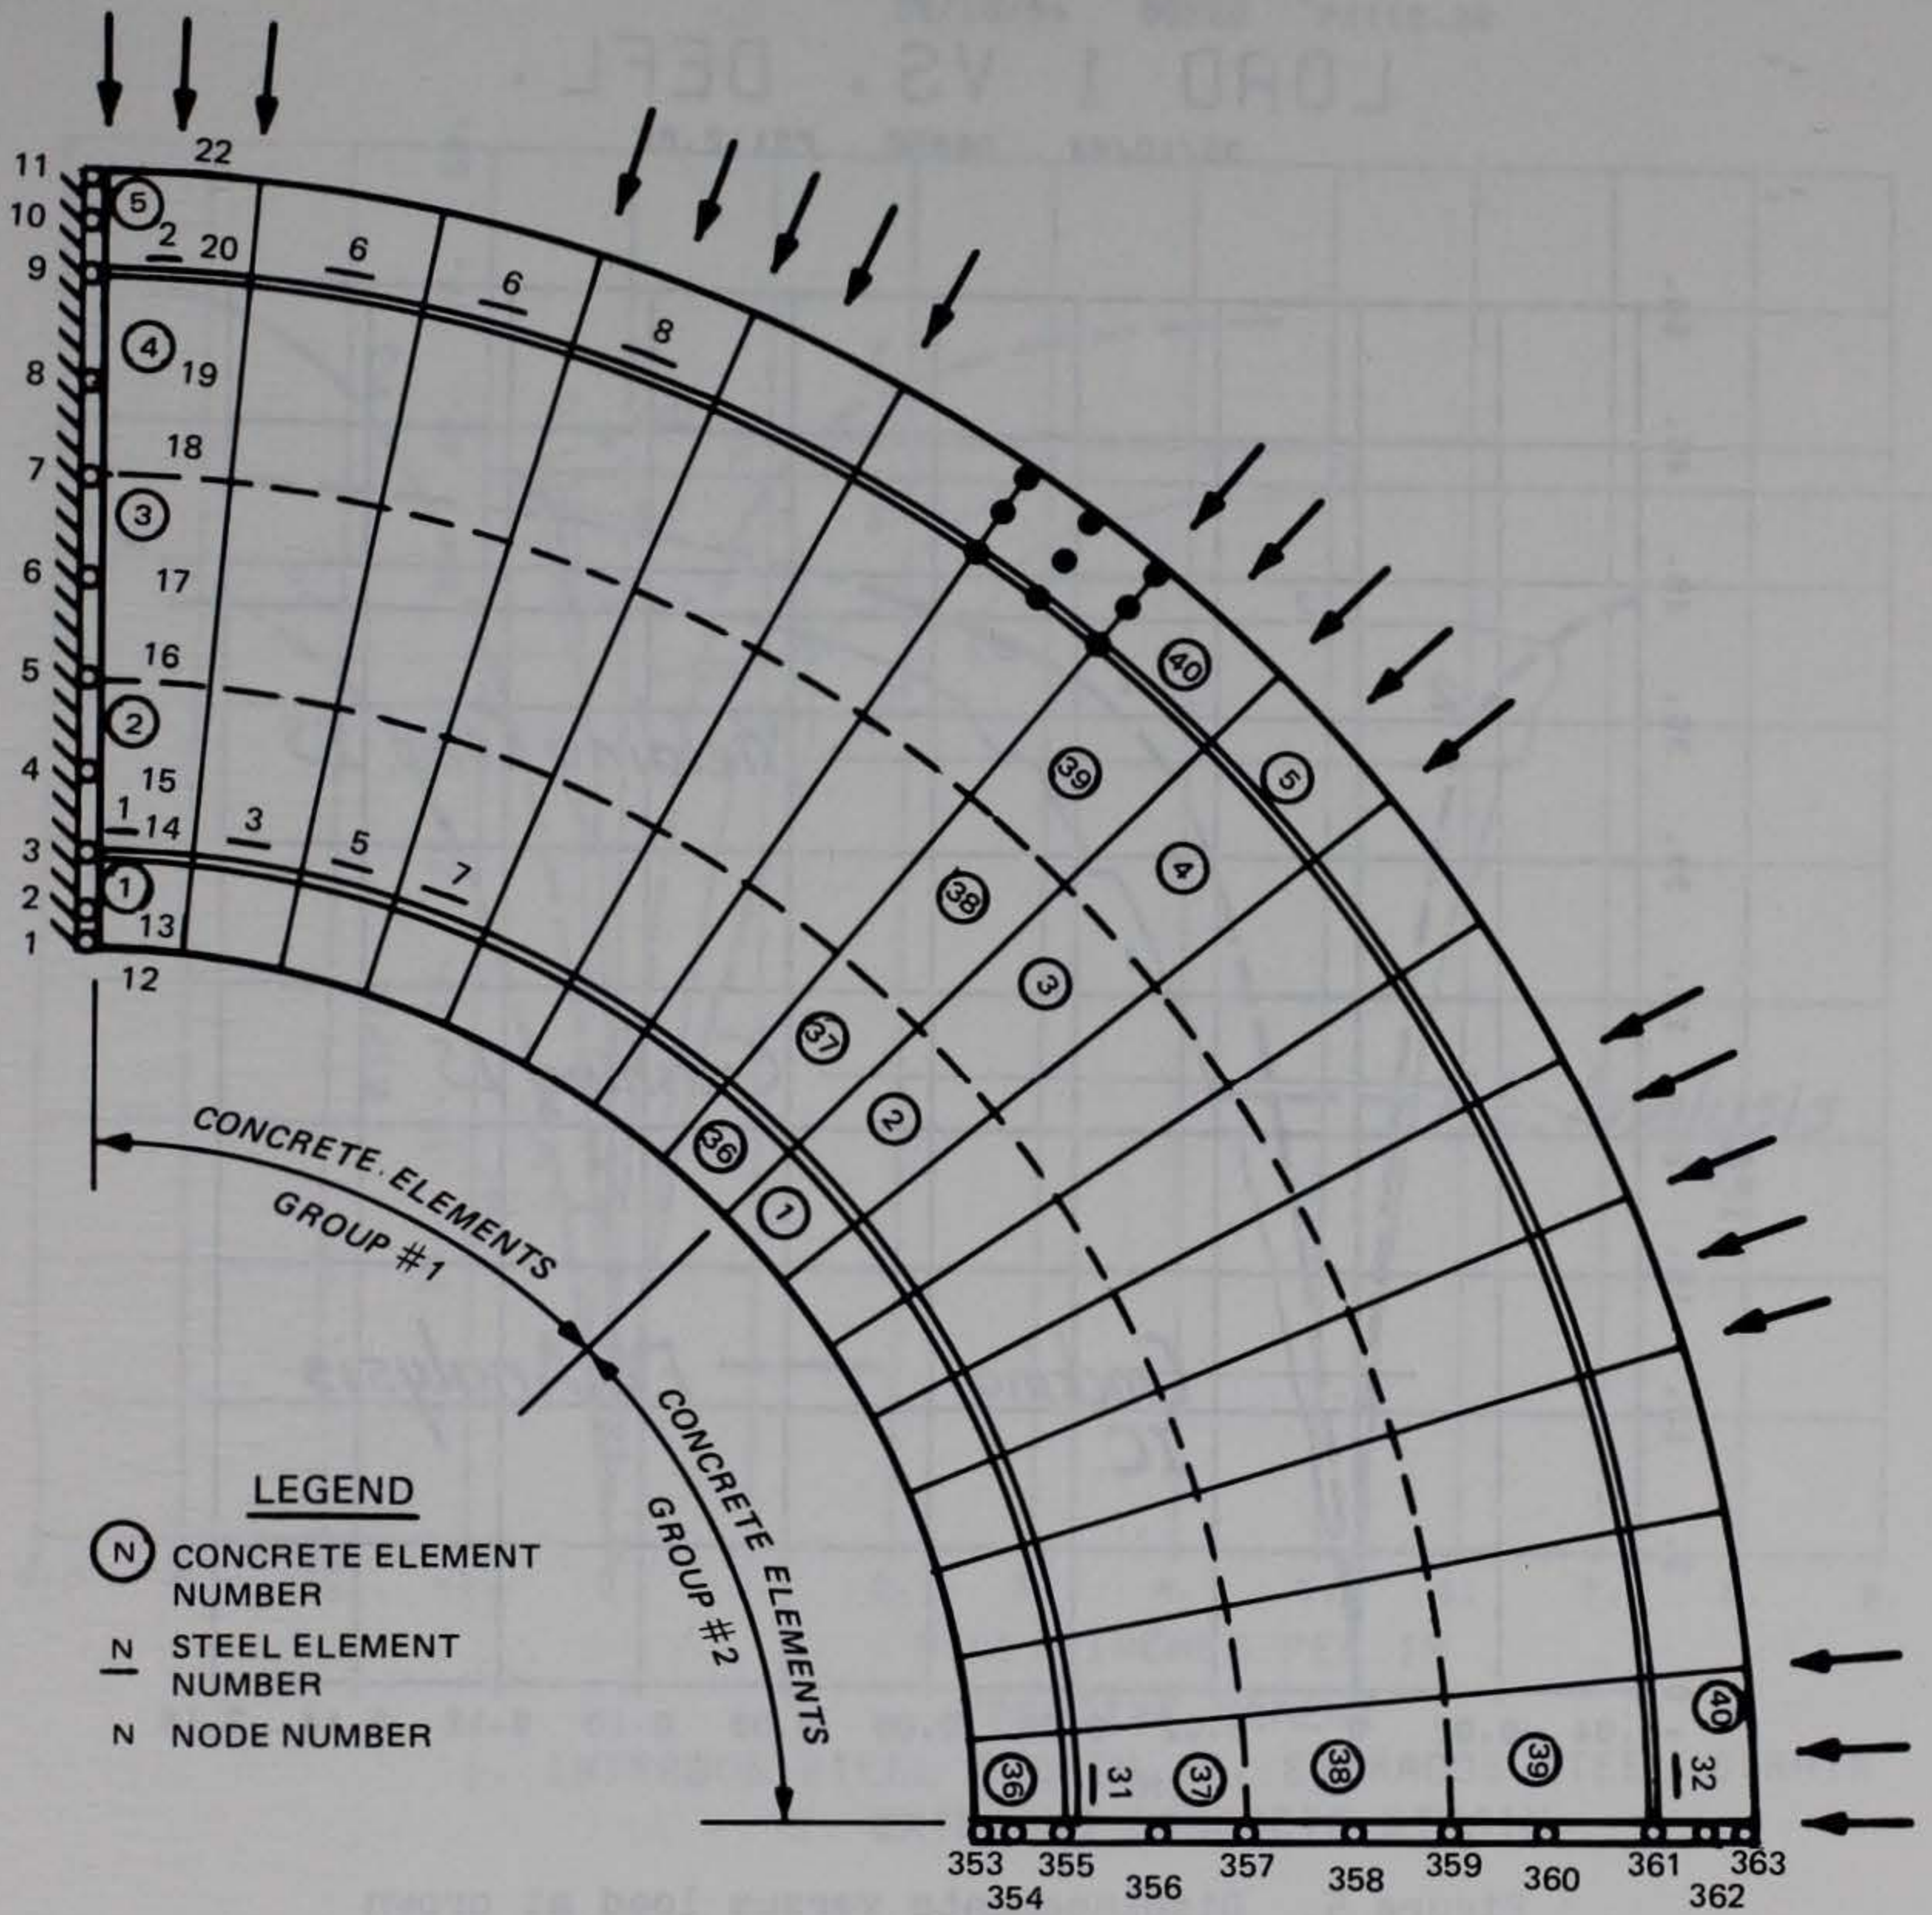 22
11
5
10
2 20 6 6 8
9
4
8 19
18
7
3
6 17
16
5
2
4 15
1 14 3 5 7
3
1
2
13
1
12
40
39 5
38 4
37 3
36 2
1
CONCRETE. ELEMENTS
GROUP #1
CONCRETE ELEMENTS
GROUP #2
LEGEND
N CONCRETE ELEMENT
NUMBER
N STEEL ELEMENT
NUMBER
N NODE NUMBER
40
36 31 37 38 39 32
353 355 357 359 361 363
354 356 358 360 362